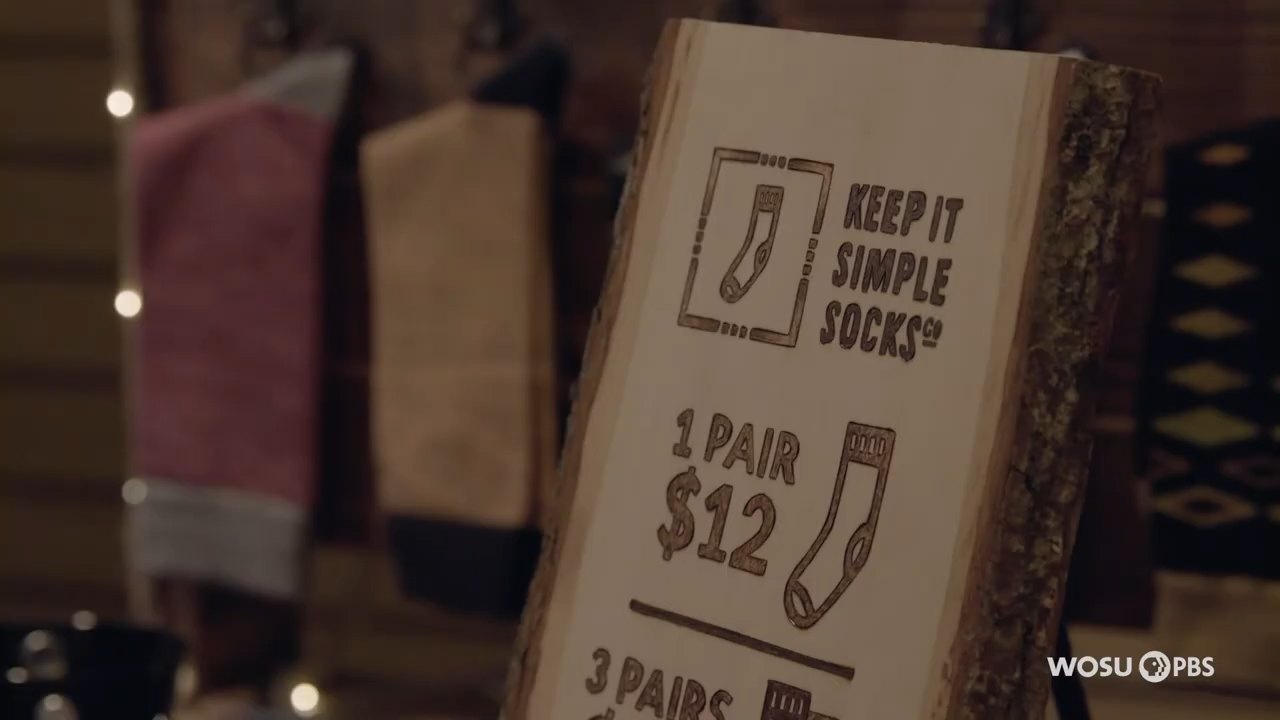 KEEP IT
SIMPLE
SOCKS CO
1 PAIR
$12
3 PAIRS
WOSU PBS